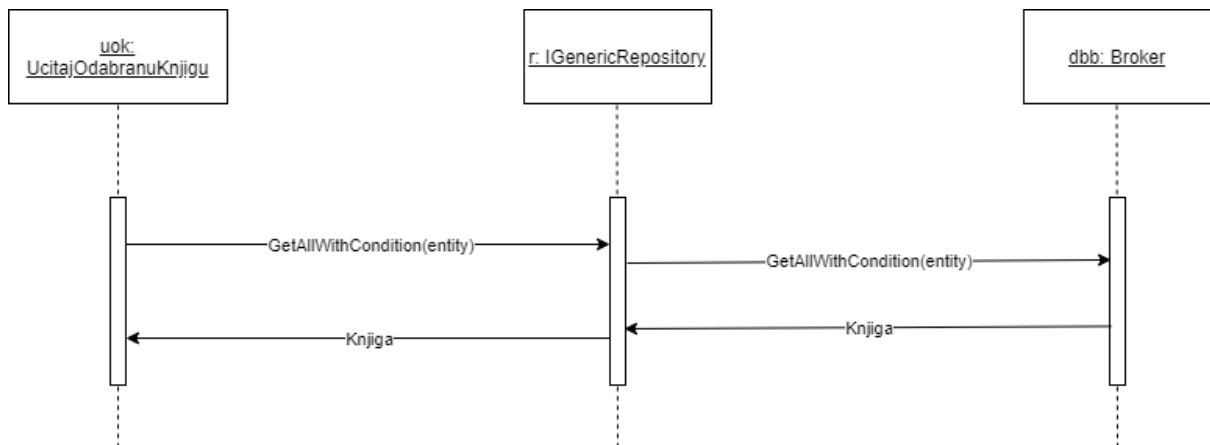 uok:
UcitajOdabranuKnjigu
r: IGenericRepository
dbb: Broker
GetAllWithCondition(entity)
GetAllWithCondition(entity)
Knjiga
Knjiga